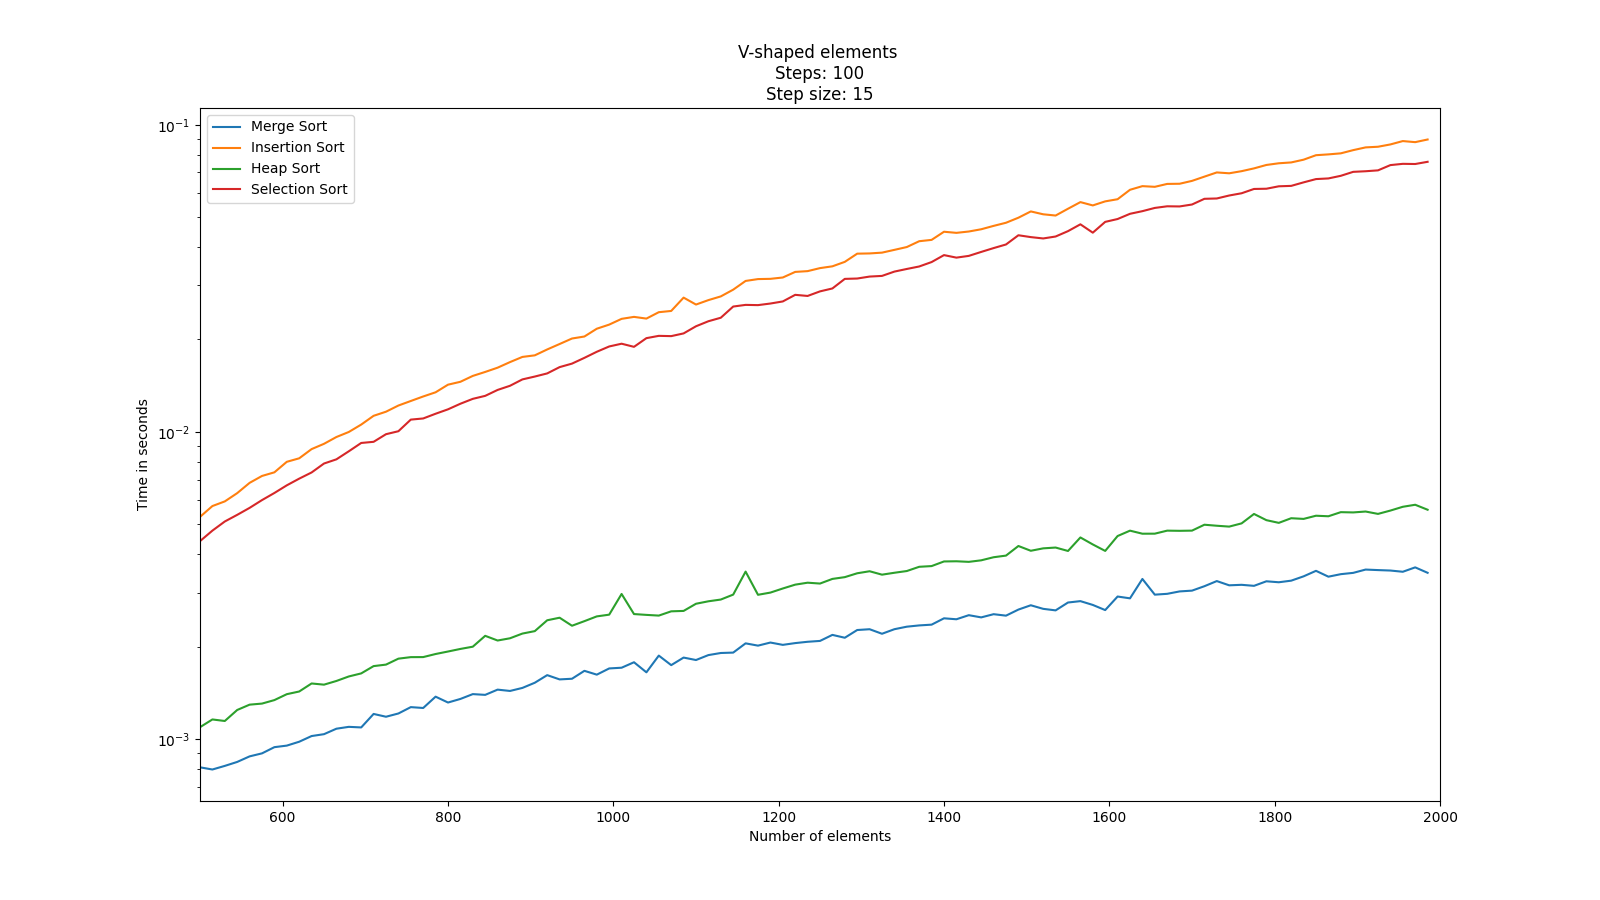 V-shaped elements
Steps: 100
Step size: 15
Merge Sort
Insertion Sort
Heap Sort
Selection Sort
10⁻¹
10⁻²
10⁻³
Time in seconds
600 800 1000 1200 1400 1600 1800 2000
Number of elements